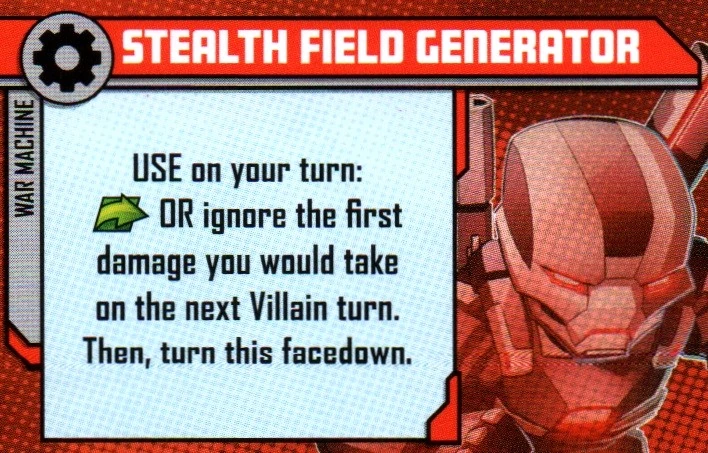 STEALTH FIELD GENERATOR
WAR MACHINE
USE on your turn:
OR ignore the first
damage you would take
on the next Villain turn.
Then, turn this facedown.